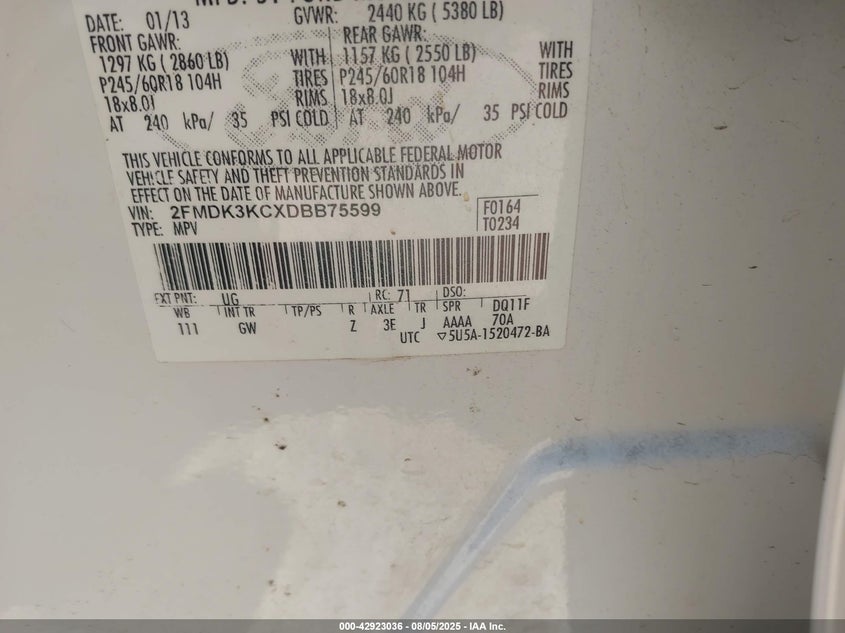 MFD. BY FORD
DATE: 01/13 GVWR: 2440 KG ( 5380 LB)
FRONT GAWR: REAR GAWR:
1297 KG ( 2860 LB) WITH 1157 KG ( 2550 LB) WITH
P245/60R18 104H TIRES P245/60R18 104H TIRES
18x8.0J RIMS 18x8.0J RIMS
AT 240 kPa/ 35 PSI COLD AT 240 kPa/ 35 PSI COLD
THIS VEHICLE CONFORMS TO ALL APPLICABLE FEDERAL MOTOR
VEHICLE SAFETY AND THEFT PREVENTION STANDARDS IN
EFFECT ON THE DATE OF MANUFACTURE SHOWN ABOVE.
VIN: 2FMDK3KCXDBB75599 F0164
TYPE: MPV T0234
EXT PNT: UG RC: 71 DSO:
WB INT TR TP/PS R AXLE TR SPR DQ11F
111 GW Z 3E J AAAA 70A
UTC ▽5U5A-1520472-BA
000-42923036 - 08/05/2025 - IAA Inc.